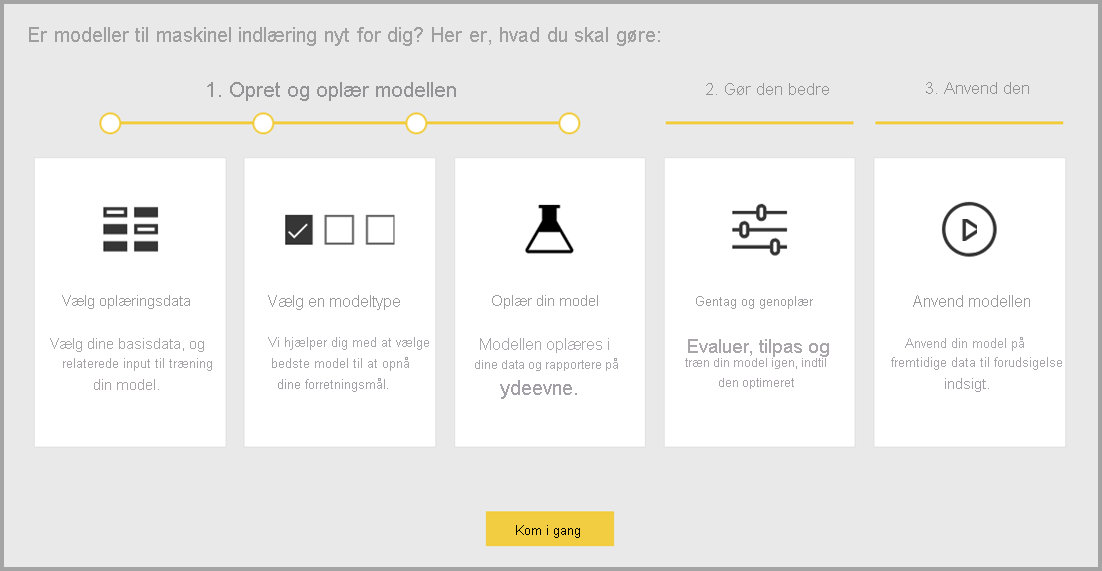 Er modeller til maskinel indlæring nyt for dig? Her er, hvad du skal gøre:
1. Opret og oplær modellen
2. Gør den bedre
3. Anvend den
Vælg oplæringsdata
Vælg dine basisdata, og
relaterede input til træning
din model.
Vælg en modeltype
Vi hjælper dig med at vælge
bedste model til at opnå
dine forretningsmål.
Oplær din model
Modellen oplæres i
dine data og rapportere på
ydeevne.
Gentag og genoplær
Evaluer, tilpas og
træn din model igen, indtil
den optimeret
Anvend modellen
Anvend din model på
fremtidige data til forudsigelse
indsigt.
Kom i gang